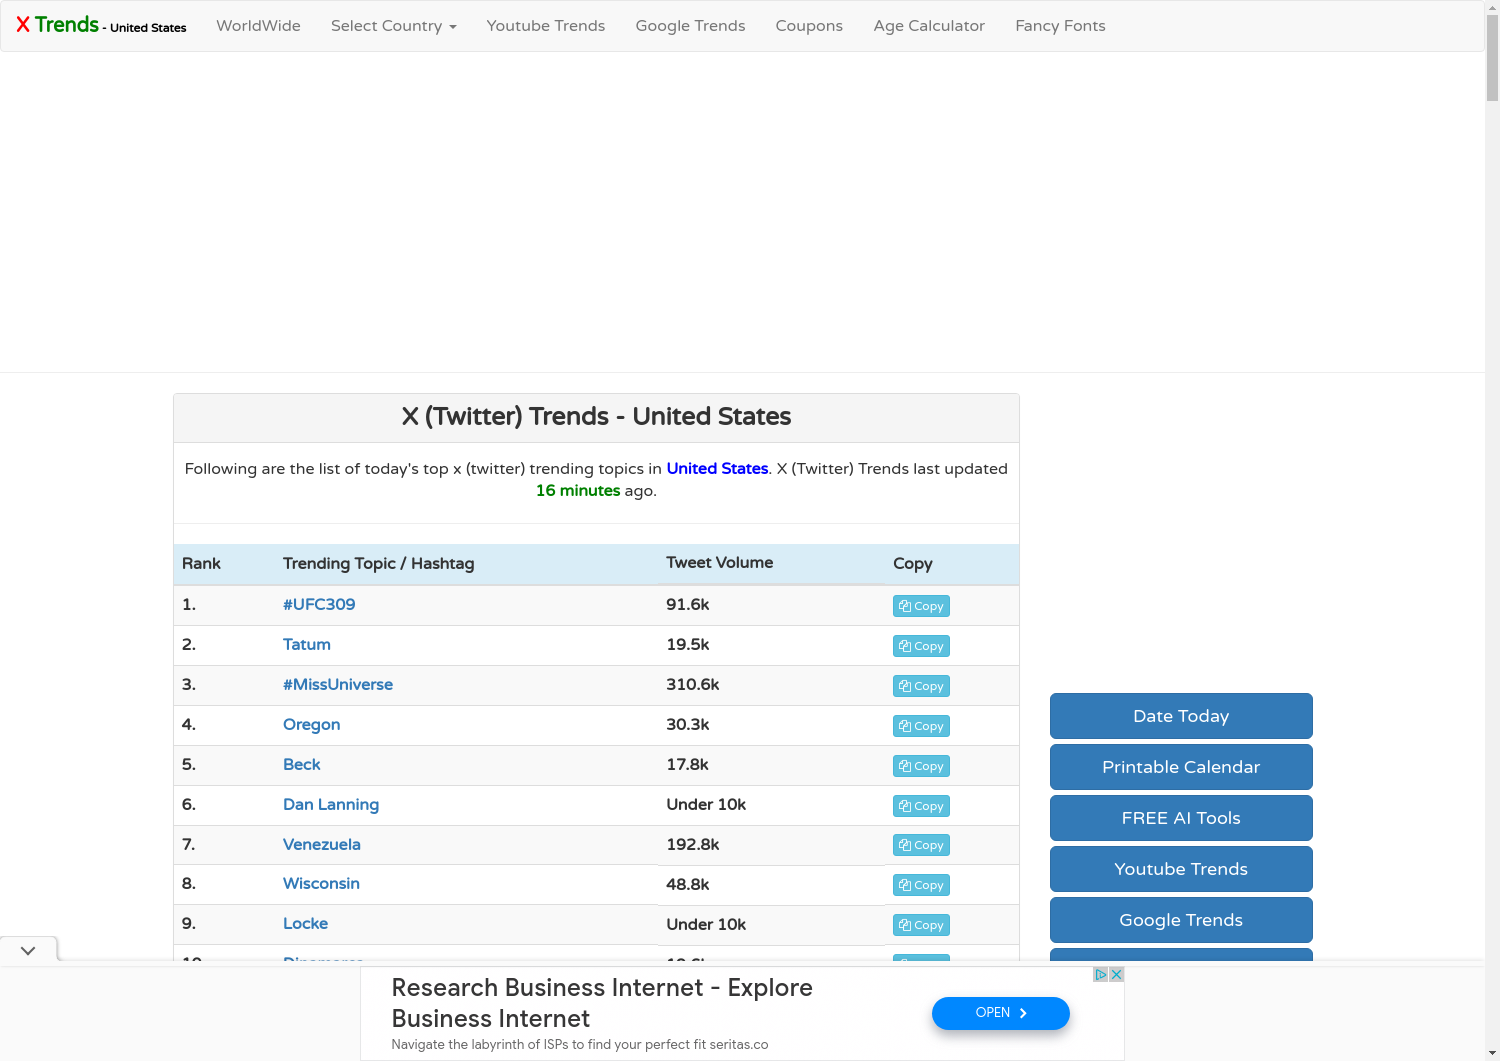 X Trends - United States WorldWide Select Country Youtube Trends Google Trends Coupons Age Calculator Fancy Fonts
X (Twitter) Trends - United States
Following are the list of today's top x (twitter) trending topics in United States. X (Twitter) Trends last updated
16 minutes ago.
Rank Trending Topic / Hashtag Tweet Volume Copy
1. #UFC309 91.6k Copy
2. Tatum 19.5k Copy
3. #MissUniverse 310.6k Copy
4. Oregon 30.3k Copy
5. Beck 17.8k Copy
6. Dan Lanning Under 10k Copy
7. Venezuela 192.8k Copy
8. Wisconsin 48.8k Copy
9. Locke Under 10k Copy
Date Today
Printable Calendar
FREE AI Tools
Youtube Trends
Google Trends
Research Business Internet - Explore
Business Internet
Navigate the labyrinth of ISPs to find your perfect fit seritas.co
OPEN